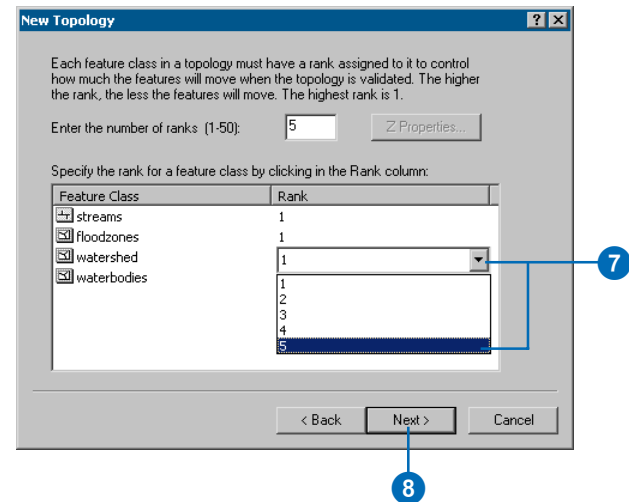 New Topology
Each feature class in a topology must have a rank assigned to it to control
how much the features will move when the topology is validated. The higher
the rank, the less the features will move. The highest rank is 1.
Enter the number of ranks (1-50): 5 Z Properties...
Specify the rank for a feature class by clicking in the Rank column:
Feature Class Rank
streams 1
floodzones 1
watershed 1
waterbodies
1
2
3
4
5
7
< Back Next > Cancel
8